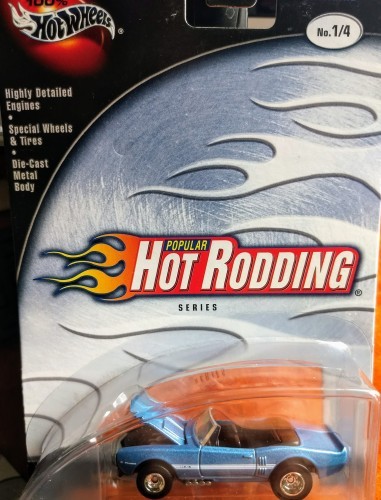 100%
Hot Wheels
No. 1/4
Highly Detailed
Engines
•
Special Wheels
& Tires
•
Die-Cast
Metal
Body
POPULAR
HOT RODDING®
SERIES